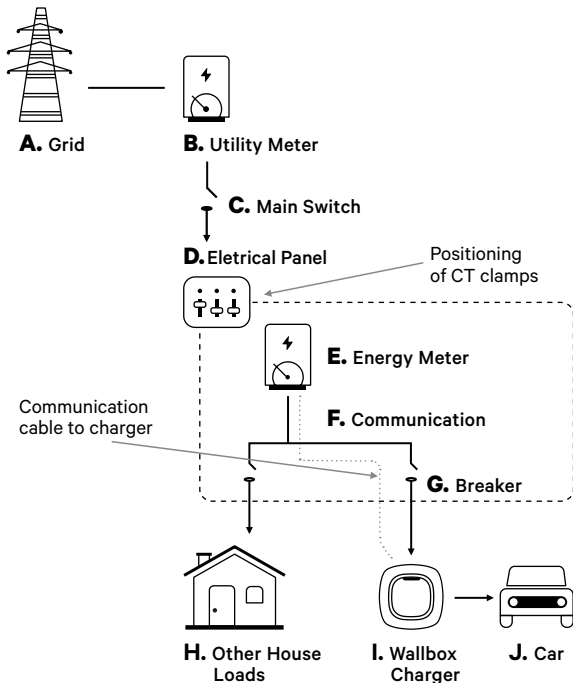 A. Grid
B. Utility Meter
C. Main Switch
D. Eletrical Panel
Positioning
of CT clamps
E. Energy Meter
Communication
cable to charger
F. Communication
G. Breaker
H. Other House
Loads
I. Wallbox
Charger
J. Car